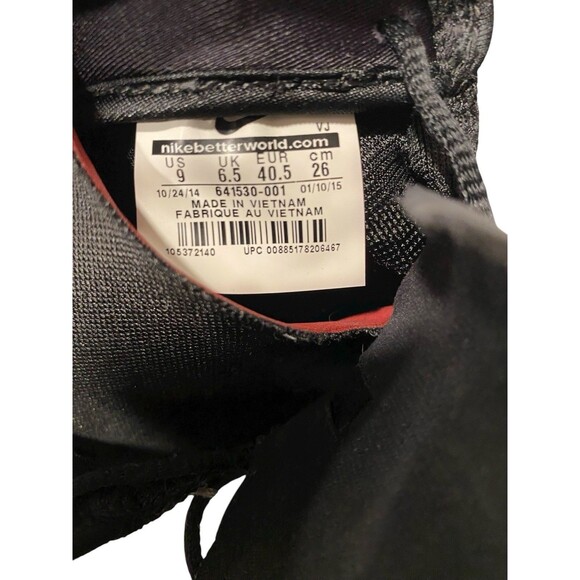 VJ
nikebetterworld.com
US UK EUR cm
9 6.5 40.5 26
10/24/14 641530-001 01/10/15
MADE IN VIETNAM
FABRIQUE AU VIETNAM
105372140 UPC 00885178206467